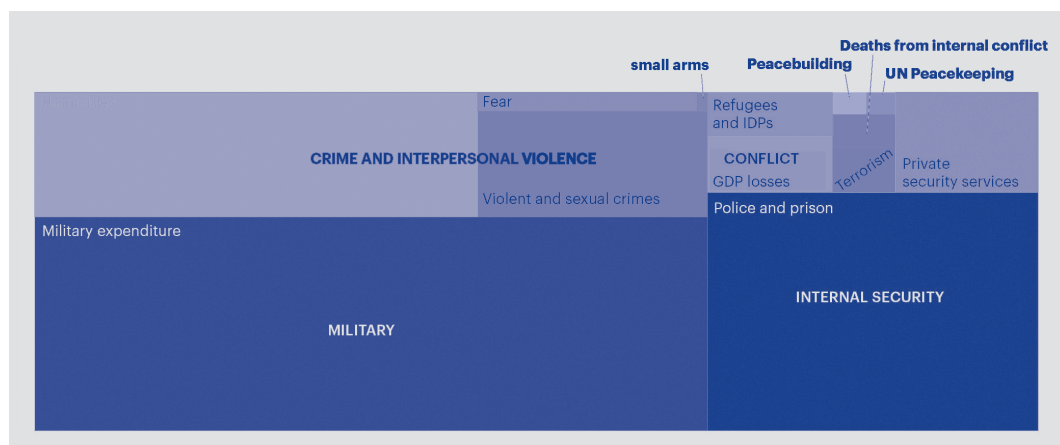 Deaths from internal conflict
small arms
Peacebuilding
UN Peacekeeping
Fear
Refugees
and IDPs
CRIME AND INTERPERSONAL VIOLENCE
CONFLICT
Terrorism
Private
GDP losses
security services
Violent and sexual crimes
Police and prison
Military expenditure
INTERNAL SECURITY
MILITARY